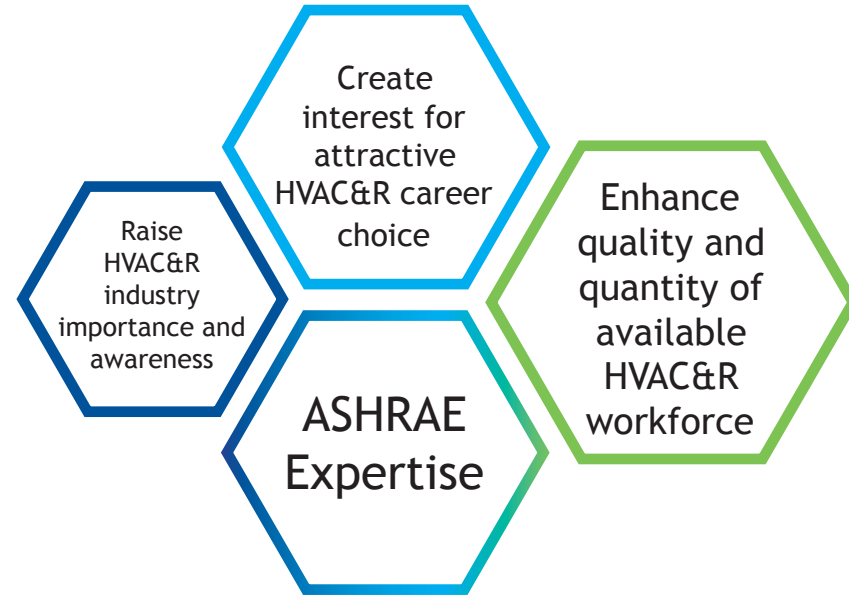 Create
interest for
attractive
HVAC&R career
choice
Raise
HVAC&R
industry
importance and
awareness
Enhance
quality and
quantity of
available
HVAC&R
workforce
ASHRAE
Expertise